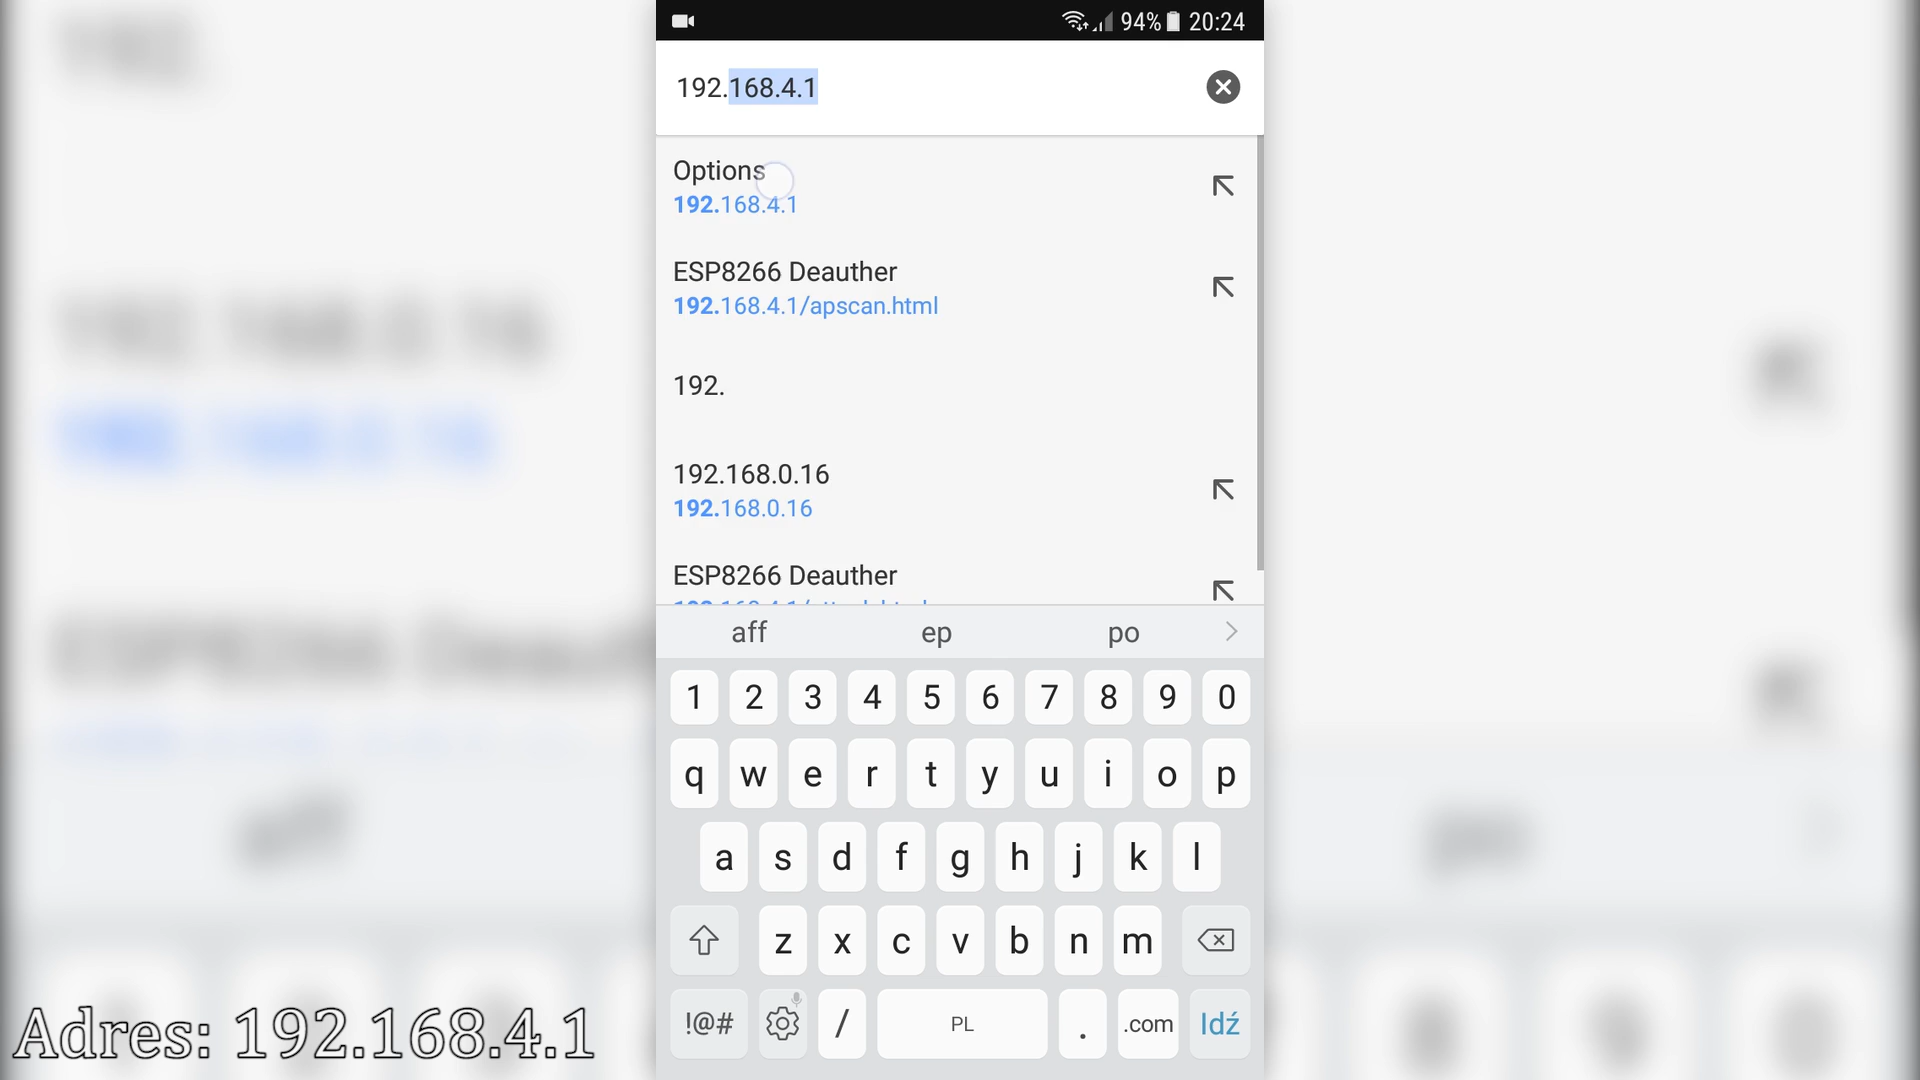 94% 20:24
192.168.4.1
Options
192.168.4.1
ESP8266 Deauther
192.168.4.1/apscan.html
192.
192.168.0.16
192.168.0.16
ESP8266 Deauther
aff ep po
1 2 3 4 5 6 7 8 9 0
q w e r t y u i o p
a s d f g h j k l
z x c v b n m
!@# / PL . .com Idź
Adres: 192.168.4.1